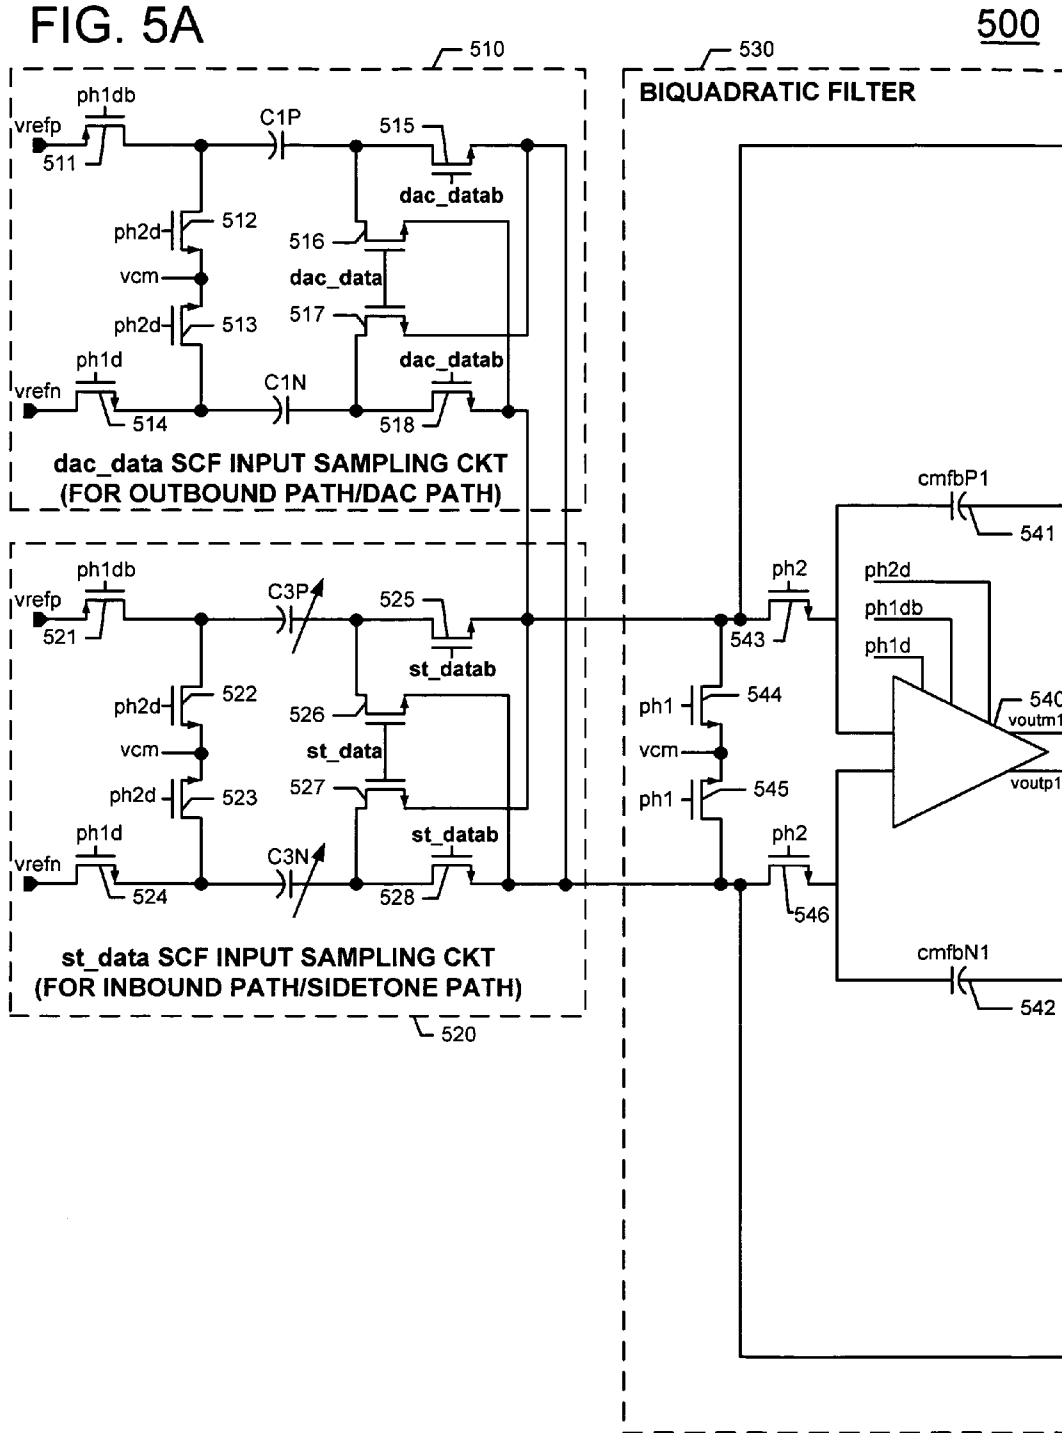 FIG. 5A
500
510
530
BIQUADRATIC FILTER
ph1db
vrefp
511
C1P
515
dac_datab
ph2d
512
516
vcm
dac_data
ph2d
513
517
ph1d
dac_datab
vrefn
514
C1N
518
dac_data SCF INPUT SAMPLING CKT
(FOR OUTBOUND PATH/DAC PATH)
cmfbP1
541
ph1db
vrefp
521
C3P
525
st_datab
ph2
543
ph2d
ph1db
ph1d
ph2d
522
526
ph1
544
540
voutm1
vcm
st_data
vcm
voutp1
ph2d
523
527
ph1
545
ph1d
st_datab
ph2
vrefn
524
C3N
528
546
st_data SCF INPUT SAMPLING CKT
(FOR INBOUND PATH/SIDETONE PATH)
cmfbN1
542
520